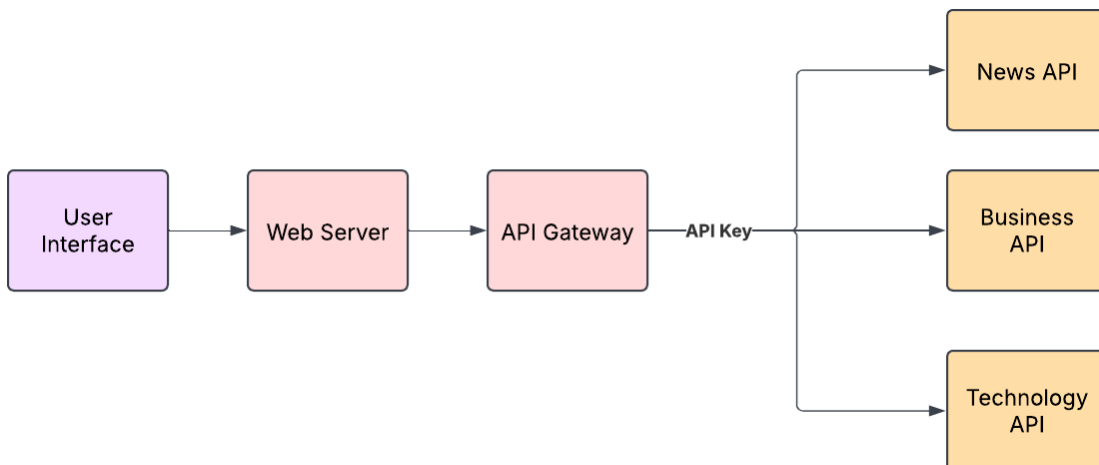 News API
User
Interface
Web Server
API Gateway
API Key
Business
API
Technology
API